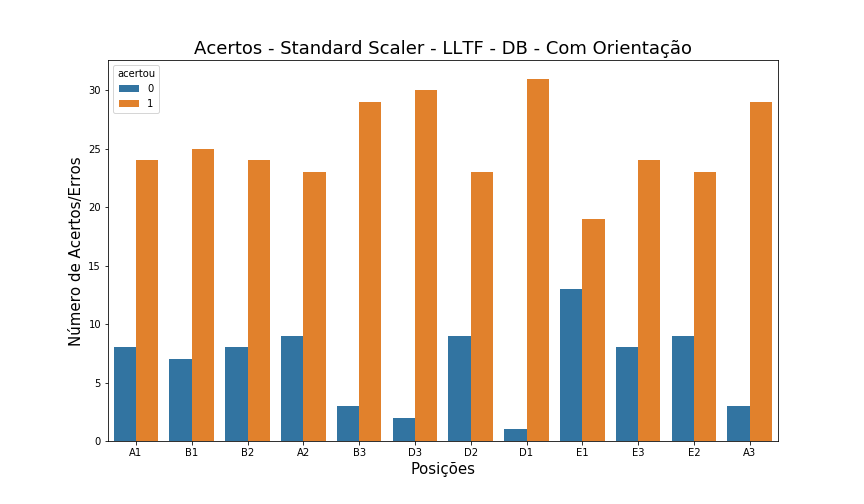 Acertos - Standard Scaler - LLTF - DB - Com Orientação
acertou
0
1
Número de Acertos/Erros
30
25
20
15
10
5
0
A1 B1 B2 A2 B3 D3 D2 D1 E1 E3 E2 A3
Posições